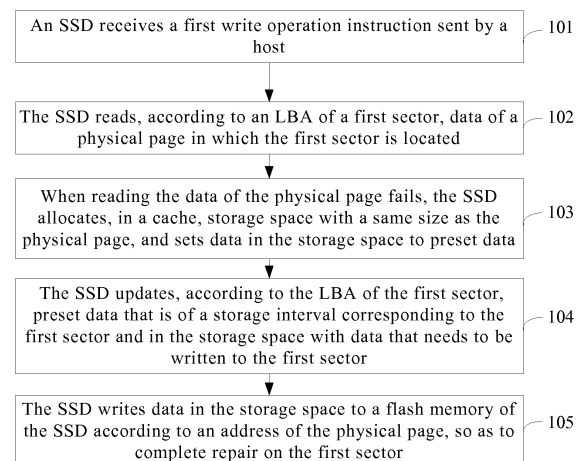 An SSD receives a first write operation instruction sent by a
host
101
The SSD reads, according to an LBA of a first sector, data of a
physical page in which the first sector is located
102
When reading the data of the physical page fails, the SSD
allocates, in a cache, storage space with a same size as the
physical page, and sets data in the storage space to preset data
103
The SSD updates, according to the LBA of the first sector,
preset data that is of a storage interval corresponding to the
first sector and in the storage space with data that needs to be
written to the first sector
104
The SSD writes data in the storage space to a flash memory of
the SSD according to an address of the physical page, so as to
complete repair on the first sector
105